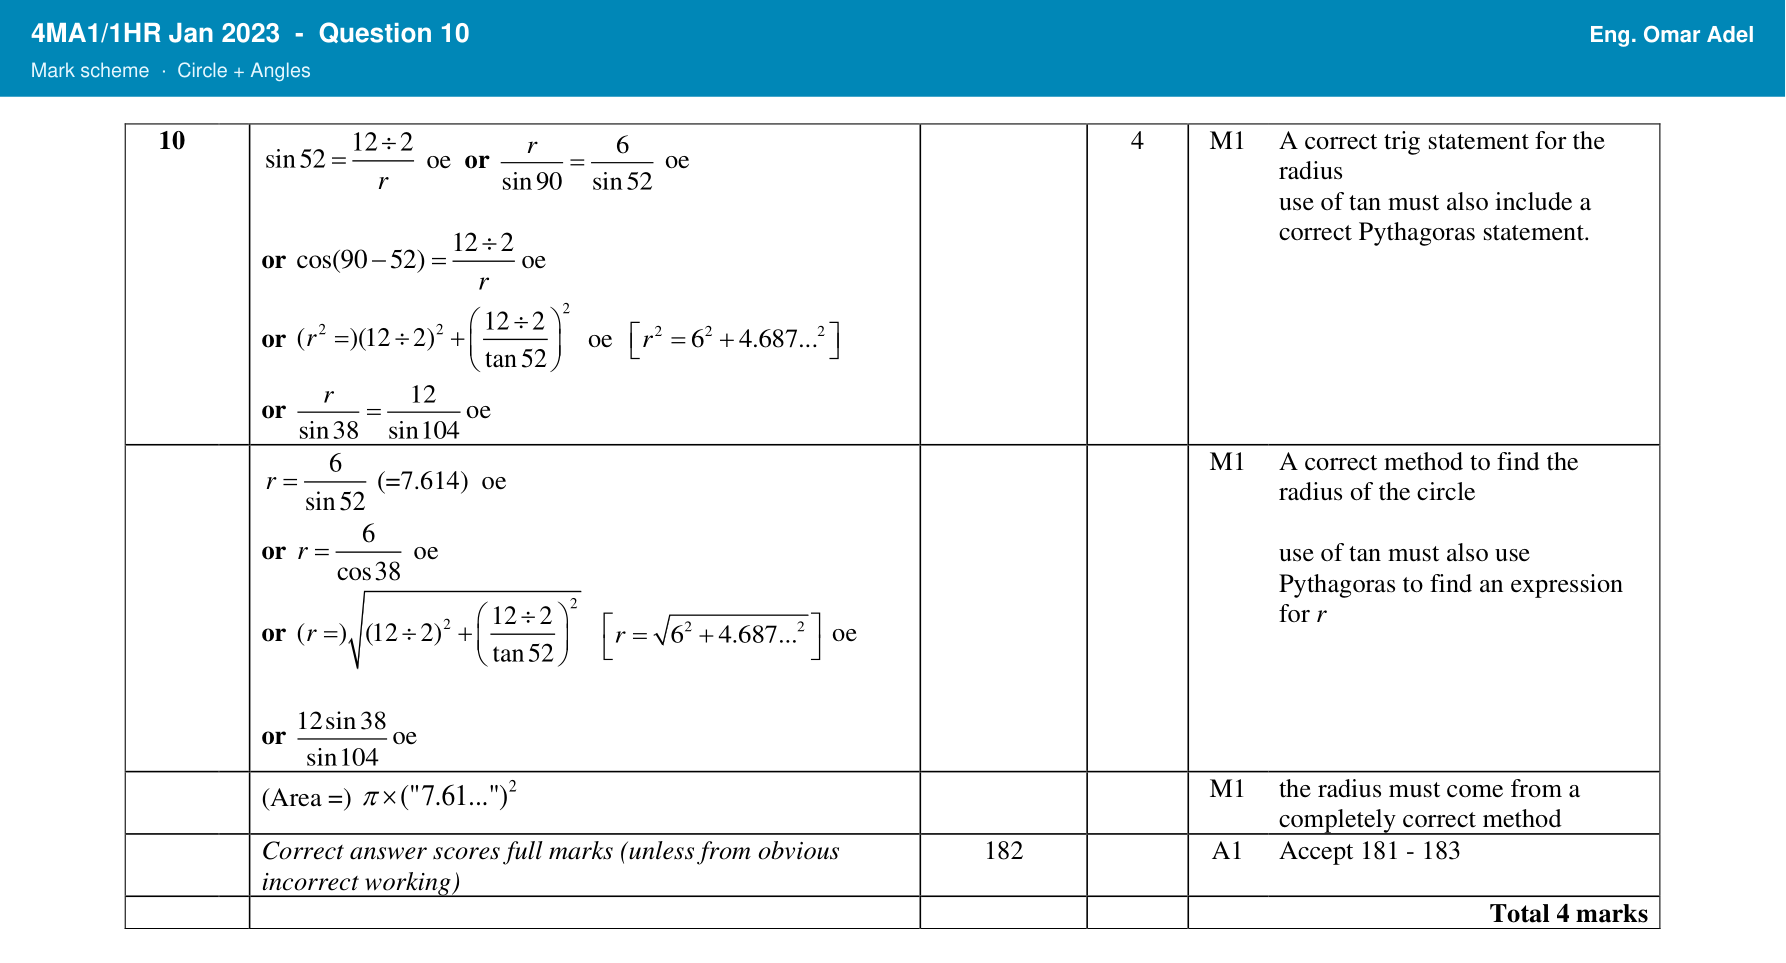 4MA1/1HR Jan 2023 - Question 10
Eng. Omar Adel
Mark scheme · Circle + Angles
10
sin 52 = (12 ÷ 2)/r oe or r/sin 90 = 6/sin 52 oe
4
M1 A correct trig statement for the
radius
use of tan must also include a
correct Pythagoras statement.
or cos(90 − 52) = (12 ÷ 2)/r oe
or (r² =)(12 ÷ 2)² + ((12 ÷ 2)/tan 52)² oe [r² = 6² + 4.687...²]
or r/sin 38 = 12/sin 104 oe
r = 6/sin 52 (=7.614) oe
M1 A correct method to find the
radius of the circle
use of tan must also use
Pythagoras to find an expression
for r
or r = 6/cos 38 oe
or (r =)√((12 ÷ 2)² + ((12 ÷ 2)/tan 52)²) [r = √(6² + 4.687...²)] oe
or 12 sin 38/sin 104 oe
(Area =) π × ("7.61...")²
M1 the radius must come from a
completely correct method
Correct answer scores full marks (unless from obvious
incorrect working)
182
A1 Accept 181 - 183
Total 4 marks